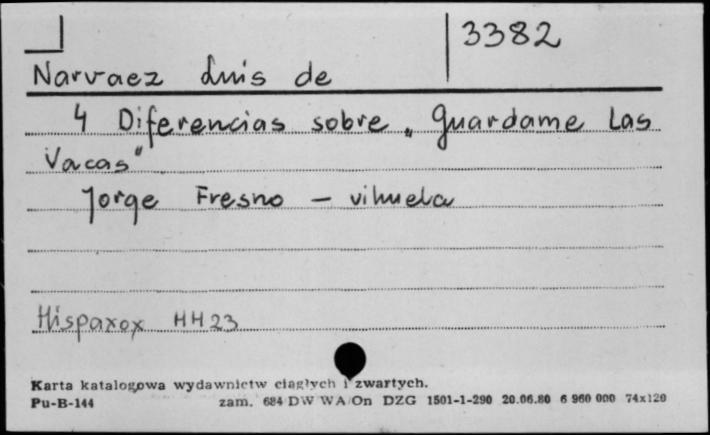 3382
Narvaez Luis de
4 Diferencias sobre „Guardame Las
Vacas"
Jorge Fresno – vihuela
Hispavox HH 23
Karta katalogowa wydawnictw ciągłych i zwartych.
Pu-B-144 zam. 684 DW WA/On DZG 1501-1-290 20.06.80 6 960 000 74x120